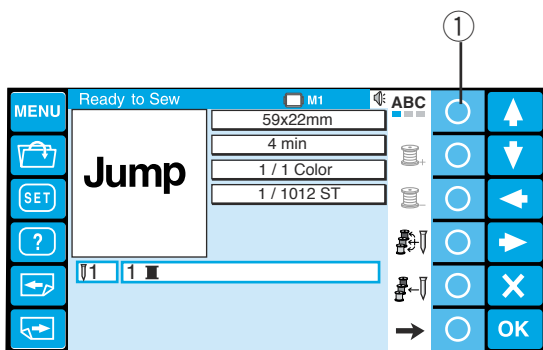 1
MENU
Ready to Sew
M1
ABC
59x22mm
4 min
1 / 1 Color
1 / 1012 ST
Jump
SET
?
1
1
OK